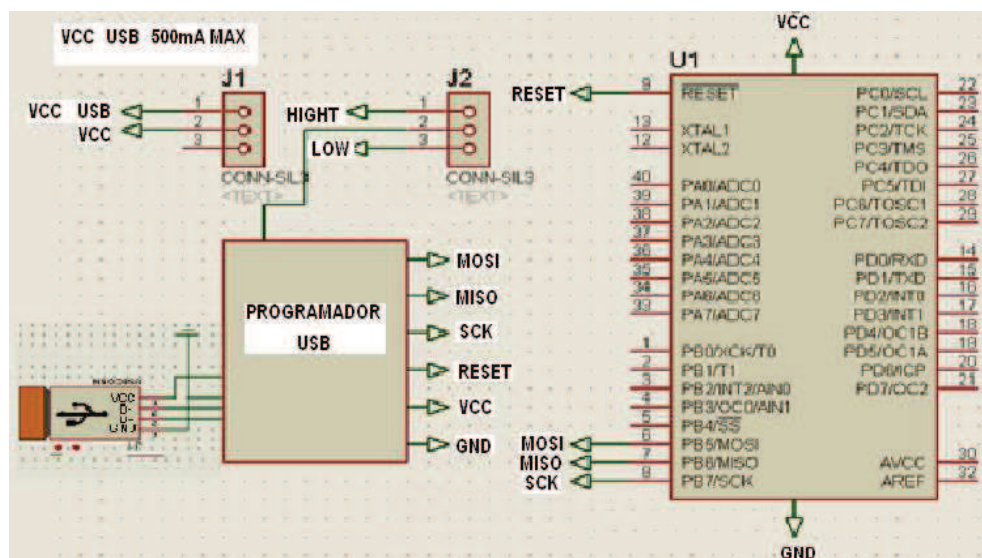 VCC USB 500mA MAX
J1
VCC USB
1
VCC
2
3
CONN-SIL3
<TEXT>
J2
HIGHT
1
2
LOW
3
CONN-SIL3
<TEXT>
PROGRAMADOR
USB
MOSI
MISO
SCK
RESET
VCC
GND
VCC
D-
D+
GND
VCC
U1
RESET
9
RESET
13
XTAL1
12
XTAL2
40
PA0/ADC0
39
PA1/ADC1
38
PA2/ADC2
37
PA3/ADC3
36
PA4/ADC4
35
PA5/ADC5
34
PA6/ADC6
33
PA7/ADC7
1
PB0/XCK/T0
2
PB1/T1
3
PB2/INT2/AIN0
4
PB3/OC0/AIN1
5
PB4/SS
MOSI
6
PB5/MOSI
MISO
7
PB6/MISO
SCK
8
PB7/SCK
PC0/SCL
22
PC1/SDA
23
PC2/TCK
24
PC3/TMS
25
PC4/TDO
26
PC5/TDI
27
PC6/TOSC1
28
PC7/TOSC2
29
PD0/RXD
14
PD1/TXD
15
PD2/INT0
16
PD3/INT1
17
PD4/OC1B
18
PD5/OC1A
19
PD6/ICP
20
PD7/OC2
21
AVCC
30
AREF
32
GND